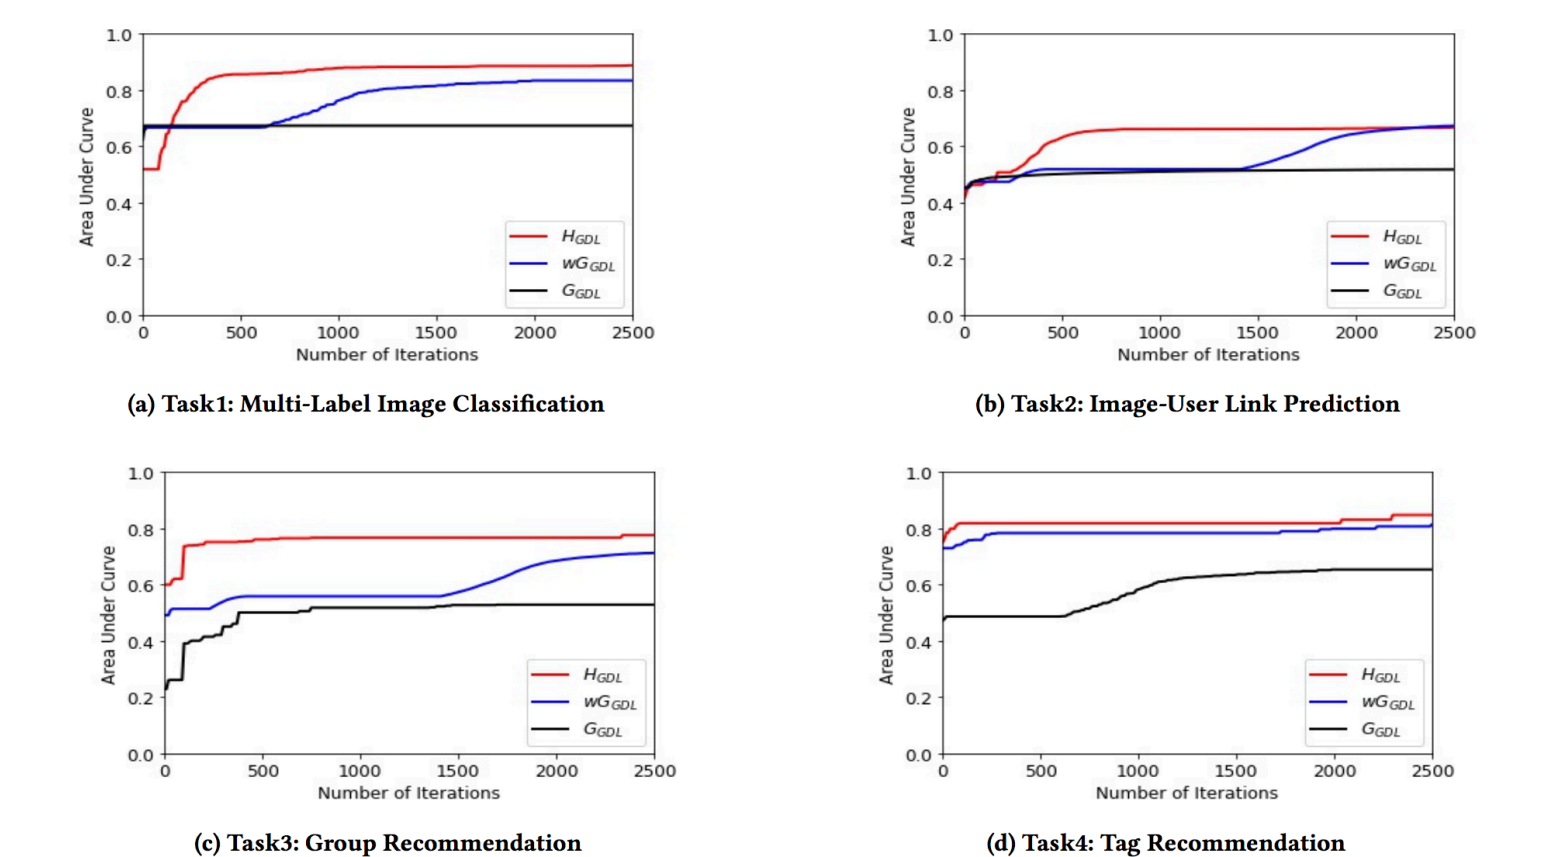 1.0
0.8
0.6
0.4
0.2
0.0
Area Under Curve
H_GDL
wG_GDL
G_GDL
0 500 1000 1500 2000 2500
Number of Iterations
(a) Task1: Multi-Label Image Classification
1.0
0.8
0.6
0.4
0.2
0.0
Area Under Curve
H_GDL
wG_GDL
G_GDL
0 500 1000 1500 2000 2500
Number of Iterations
(b) Task2: Image-User Link Prediction
1.0
0.8
0.6
0.4
0.2
0.0
Area Under Curve
H_GDL
wG_GDL
G_GDL
0 500 1000 1500 2000 2500
Number of Iterations
(c) Task3: Group Recommendation
1.0
0.8
0.6
0.4
0.2
0.0
Area Under Curve
H_GDL
wG_GDL
G_GDL
0 500 1000 1500 2000 2500
Number of Iterations
(d) Task4: Tag Recommendation